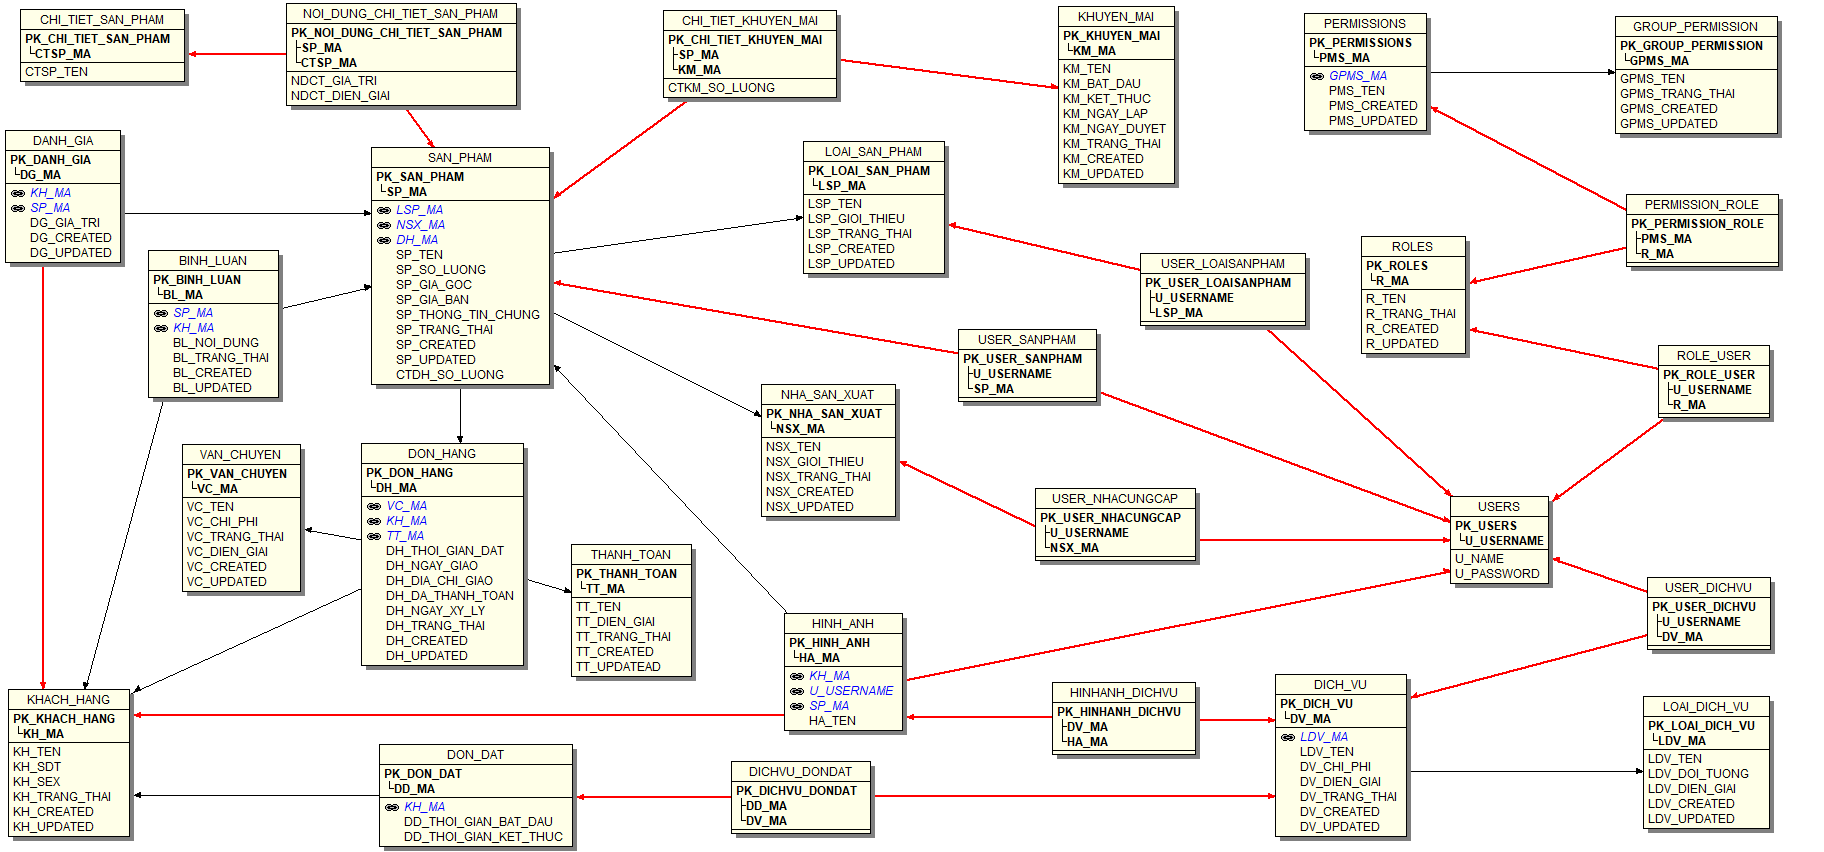 CHI_TIET_SAN_PHAM
PK_CHI_TIET_SAN_PHAM
CTSP_MA
CTSP_TEN
NOI_DUNG_CHI_TIET_SAN_PHAM
PK_NOI_DUNG_CHI_TIET_SAN_PHAM
SP_MA
CTSP_MA
NDCT_GIA_TRI
NDCT_DIEN_GIAI
CHI_TIET_KHUYEN_MAI
PK_CHI_TIET_KHUYEN_MAI
SP_MA
KM_MA
CTKM_SO_LUONG
KHUYEN_MAI
PK_KHUYEN_MAI
KM_MA
KM_TEN
KM_BAT_DAU
KM_KET_THUC
KM_NGAY_LAP
KM_NGAY_DUYET
KM_TRANG_THAI
KM_CREATED
KM_UPDATED
PERMISSIONS
PK_PERMISSIONS
PMS_MA
GPMS_MA
PMS_TEN
PMS_CREATED
PMS_UPDATED
GROUP_PERMISSION
PK_GROUP_PERMISSION
GPMS_MA
GPMS_TEN
GPMS_TRANG_THAI
GPMS_CREATED
GPMS_UPDATED
DANH_GIA
PK_DANH_GIA
DG_MA
KH_MA
SP_MA
DG_GIA_TRI
DG_CREATED
DG_UPDATED
SAN_PHAM
PK_SAN_PHAM
SP_MA
LSP_MA
NSX_MA
DH_MA
SP_TEN
SP_SO_LUONG
SP_GIA_GOC
SP_GIA_BAN
SP_THONG_TIN_CHUNG
SP_TRANG_THAI
SP_CREATED
SP_UPDATED
CTDH_SO_LUONG
LOAI_SAN_PHAM
PK_LOAI_SAN_PHAM
LSP_MA
LSP_TEN
LSP_GIOI_THIEU
LSP_TRANG_THAI
LSP_CREATED
LSP_UPDATED
PERMISSION_ROLE
PK_PERMISSION_ROLE
PMS_MA
R_MA
ROLES
PK_ROLES
R_MA
R_TEN
R_TRANG_THAI
R_CREATED
R_UPDATED
BINH_LUAN
PK_BINH_LUAN
BL_MA
SP_MA
KH_MA
BL_NOI_DUNG
BL_TRANG_THAI
BL_CREATED
BL_UPDATED
USER_LOAISANPHAM
PK_USER_LOAISANPHAM
U_USERNAME
LSP_MA
USER_SANPHAM
PK_USER_SANPHAM
U_USERNAME
SP_MA
ROLE_USER
PK_ROLE_USER
U_USERNAME
R_MA
NHA_SAN_XUAT
PK_NHA_SAN_XUAT
NSX_MA
NSX_TEN
NSX_GIOI_THIEU
NSX_TRANG_THAI
NSX_CREATED
NSX_UPDATED
VAN_CHUYEN
PK_VAN_CHUYEN
VC_MA
VC_TEN
VC_CHI_PHI
VC_TRANG_THAI
VC_DIEN_GIAI
VC_CREATED
VC_UPDATED
DON_HANG
PK_DON_HANG
DH_MA
VC_MA
KH_MA
TT_MA
DH_THOI_GIAN_DAT
DH_NGAY_GIAO
DH_DIA_CHI_GIAO
DH_DA_THANH_TOAN
DH_NGAY_XY_LY
DH_TRANG_THAI
DH_CREATED
DH_UPDATED
USER_NHACUNGCAP
PK_USER_NHACUNGCAP
U_USERNAME
NSX_MA
USERS
PK_USERS
U_USERNAME
U_NAME
U_PASSWORD
THANH_TOAN
PK_THANH_TOAN
TT_MA
TT_TEN
TT_DIEN_GIAI
TT_TRANG_THAI
TT_CREATED
TT_UPDATEAD
USER_DICHVU
PK_USER_DICHVU
U_USERNAME
DV_MA
HINH_ANH
PK_HINH_ANH
HA_MA
KH_MA
U_USERNAME
SP_MA
HA_TEN
KHACH_HANG
PK_KHACH_HANG
KH_MA
KH_TEN
KH_SDT
KH_SEX
KH_TRANG_THAI
KH_CREATED
KH_UPDATED
HINHANH_DICHVU
PK_HINHANH_DICHVU
DV_MA
HA_MA
DICH_VU
PK_DICH_VU
DV_MA
LDV_MA
LDV_TEN
DV_CHI_PHI
DV_DIEN_GIAI
DV_TRANG_THAI
DV_CREATED
DV_UPDATED
LOAI_DICH_VU
PK_LOAI_DICH_VU
LDV_MA
LDV_TEN
LDV_DOI_TUONG
LDV_DIEN_GIAI
LDV_CREATED
LDV_UPDATED
DON_DAT
PK_DON_DAT
DD_MA
KH_MA
DD_THOI_GIAN_BAT_DAU
DD_THOI_GIAN_KET_THUC
DICHVU_DONDAT
PK_DICHVU_DONDAT
DD_MA
DV_MA